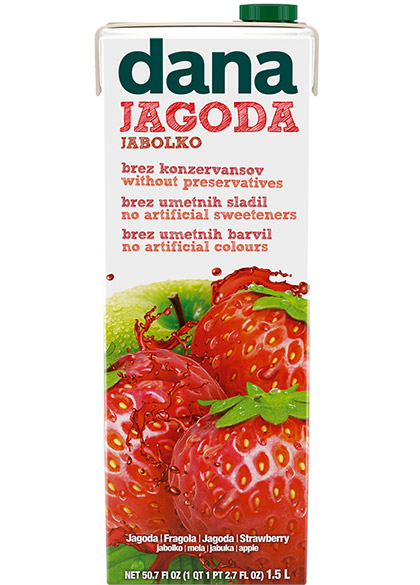 dana
JAGODA
JABOLKO
brez konzervansov
without preservatives
brez umetnih sladil
no artificial sweeteners
brez umetnih barvil
no artificial colours
Jagoda | Fragola | Jagoda | Strawberry
jabolko | mela | jabuka | apple
NET 50.7 Fl OZ (1 QT 1 PT 2.7 FL OZ) 1.5 L